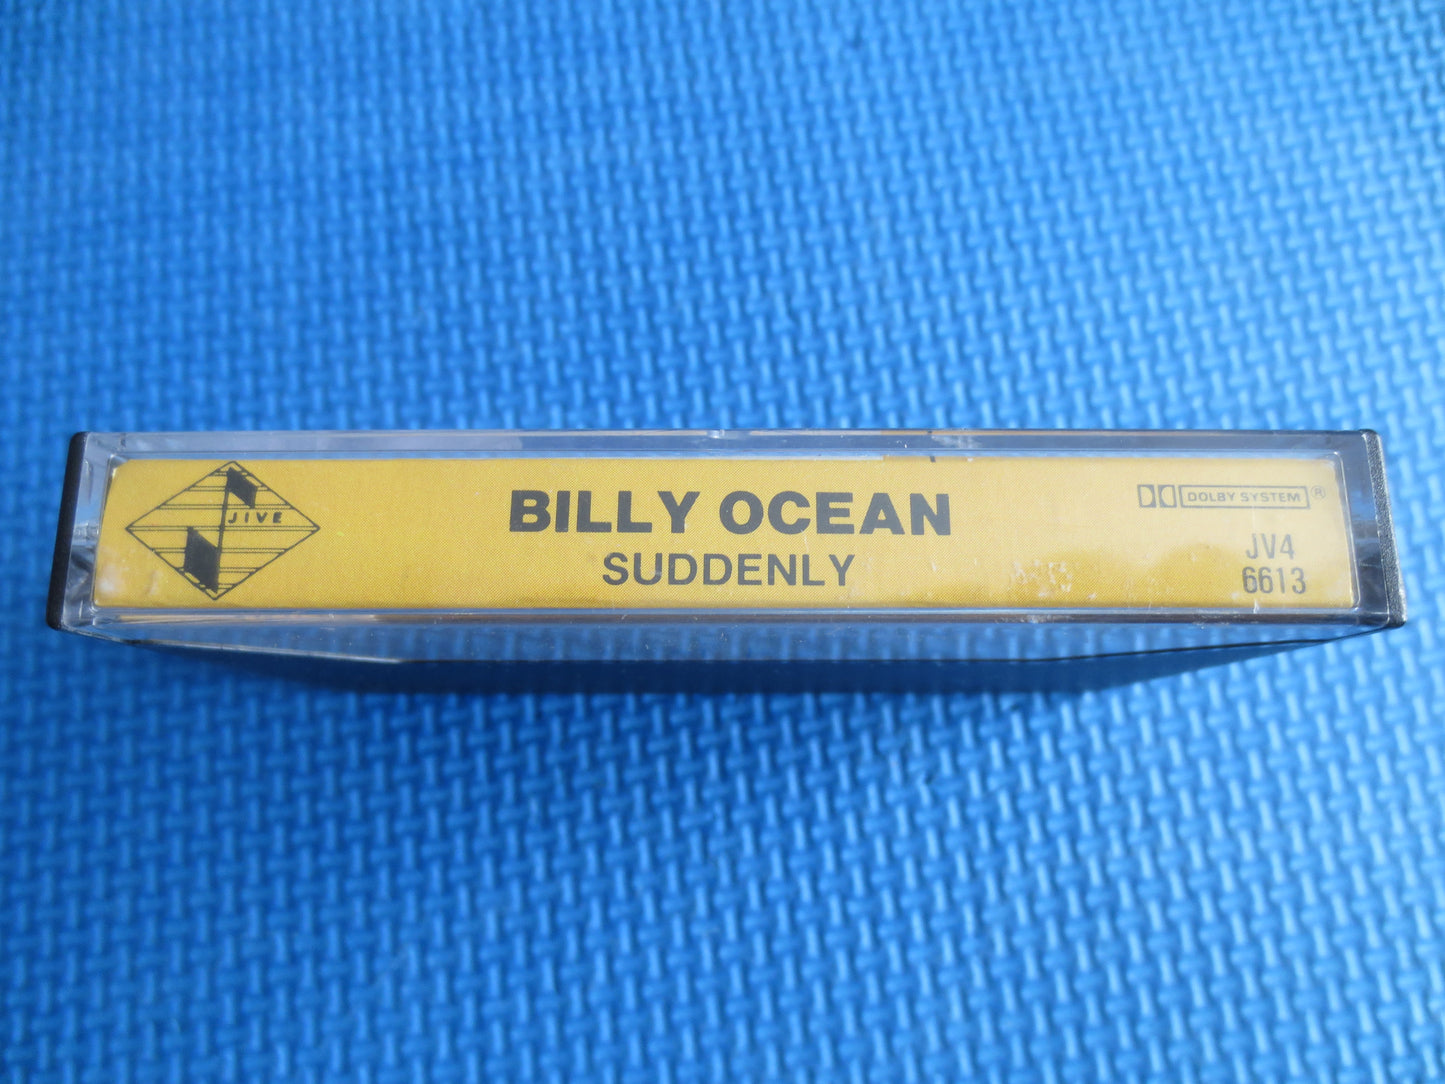 JIVE
BILLY OCEAN
SUDDENLY
DOLBY SYSTEM®
JV4
6613